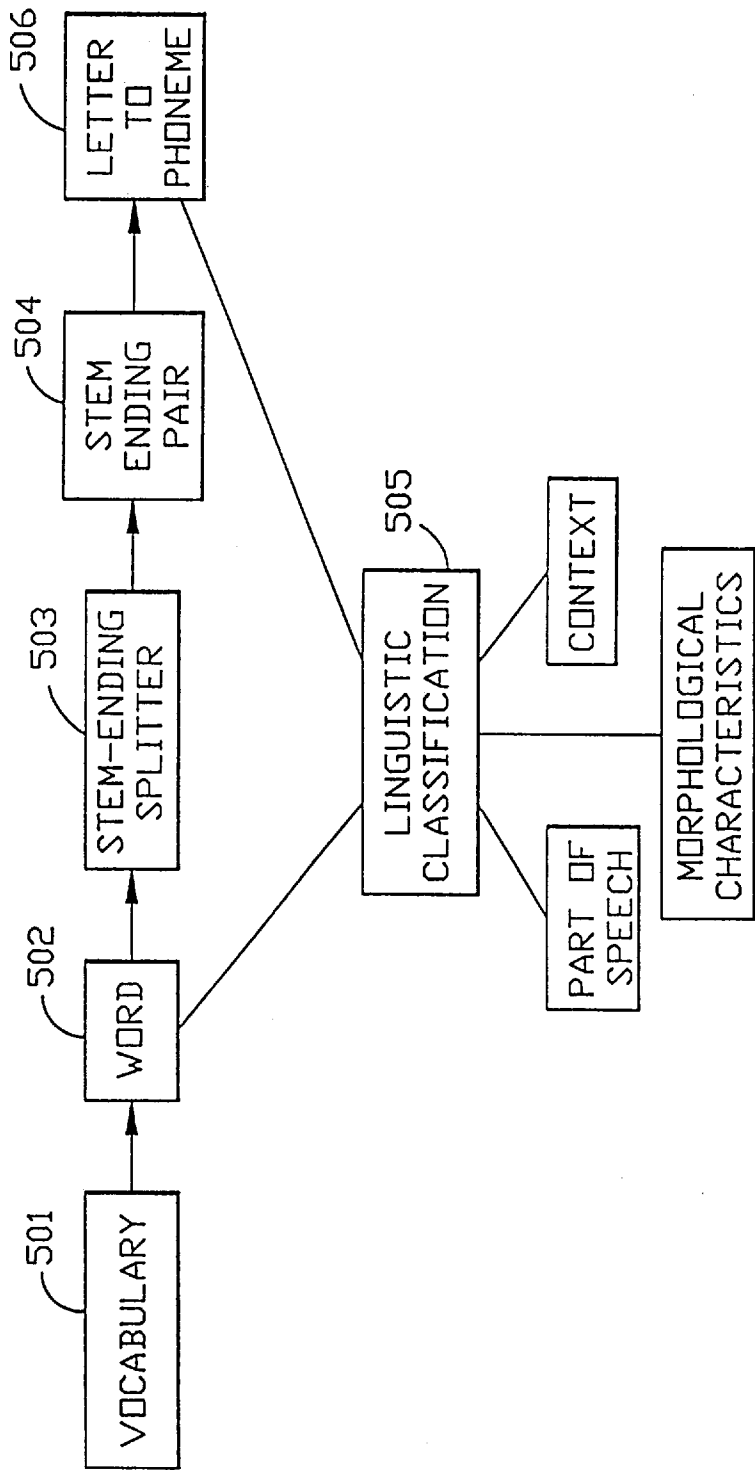 501
VOCABULARY
502
WORD
503
STEM-ENDING
SPLITTER
504
STEM
ENDING
PAIR
506
LETTER
TO
PHONEME
505
LINGUISTIC
CLASSIFICATION
PART OF
SPEECH
MORPHOLOGICAL
CHARACTERISTICS
CONTEXT